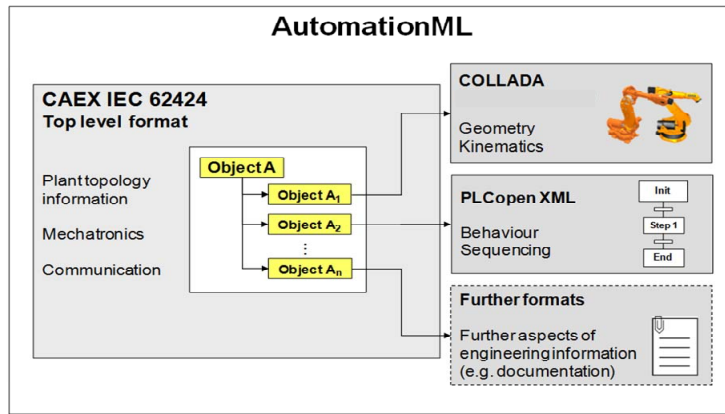 AutomationML
CAEX IEC 62424
Top level format
Plant topology
information
Mechatronics
Communication
Object A
Object A1
Object A2
⋮
Object An
COLLADA
Geometry
Kinematics
PLCopen XML
Behaviour
Sequencing
Init
Step 1
End
Further formats
Further aspects of
engineering information
(e.g. documentation)